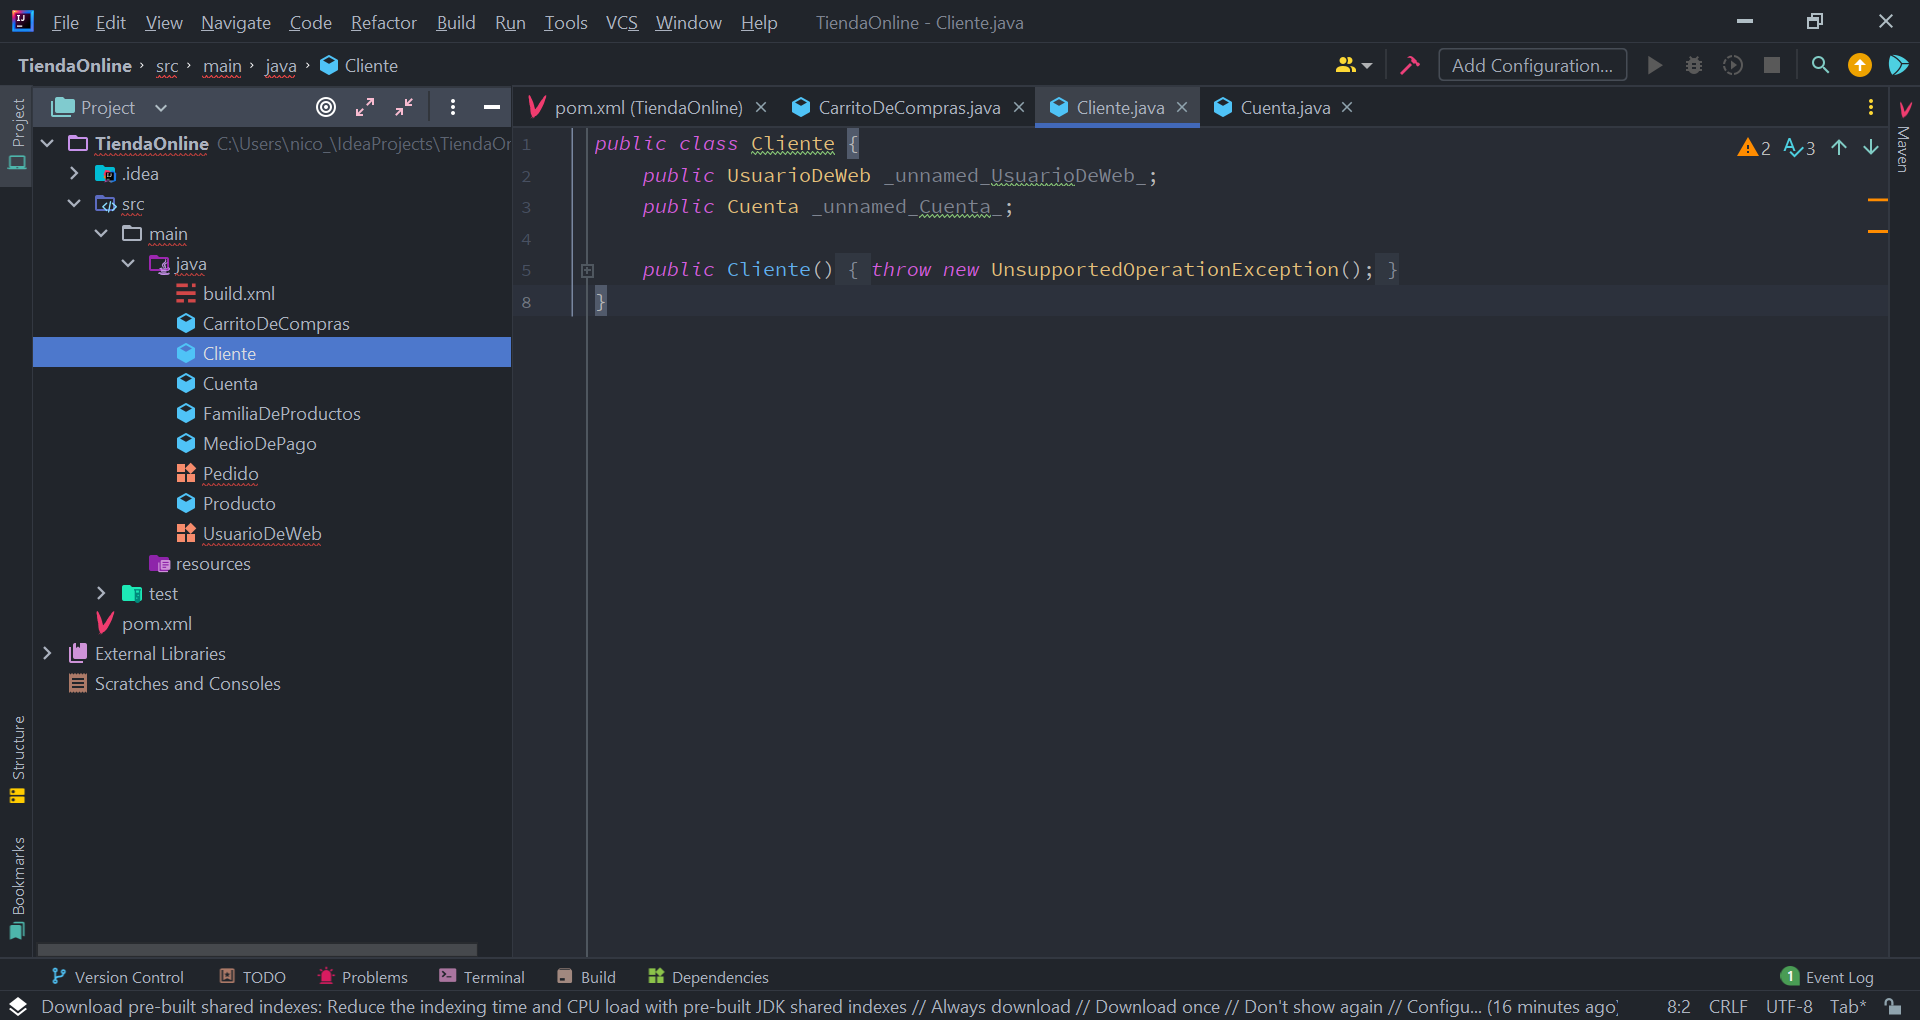 File Edit View Navigate Code Refactor Build Run Tools VCS Window Help TiendaOnline - Cliente.java
TiendaOnline › src › main › java › Cliente
Add Configuration...
Project
Project
pom.xml (TiendaOnline) CarritoDeCompras.java Cliente.java Cuenta.java
Maven
TiendaOnline C:\Users\nico_\IdeaProjects\TiendaOr
.idea
src
main
java
build.xml
CarritoDeCompras
Cliente
Cuenta
FamiliaDeProductos
MedioDePago
Pedido
Producto
UsuarioDeWeb
resources
test
pom.xml
External Libraries
Scratches and Consoles
1 public class Cliente {
2 public UsuarioDeWeb _unnamed_UsuarioDeWeb_;
3 public Cuenta _unnamed_Cuenta_;
4
5 public Cliente() { throw new UnsupportedOperationException(); }
8 }
2 3
Structure
Bookmarks
Version Control TODO Problems Terminal Build Dependencies 1 Event Log
Download pre-built shared indexes: Reduce the indexing time and CPU load with pre-built JDK shared indexes // Always download // Download once // Don't show again // Configu... (16 minutes ago) 8:2 CRLF UTF-8 Tab*